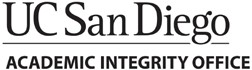 UC San Diego
ACADEMIC INTEGRITY OFFICE